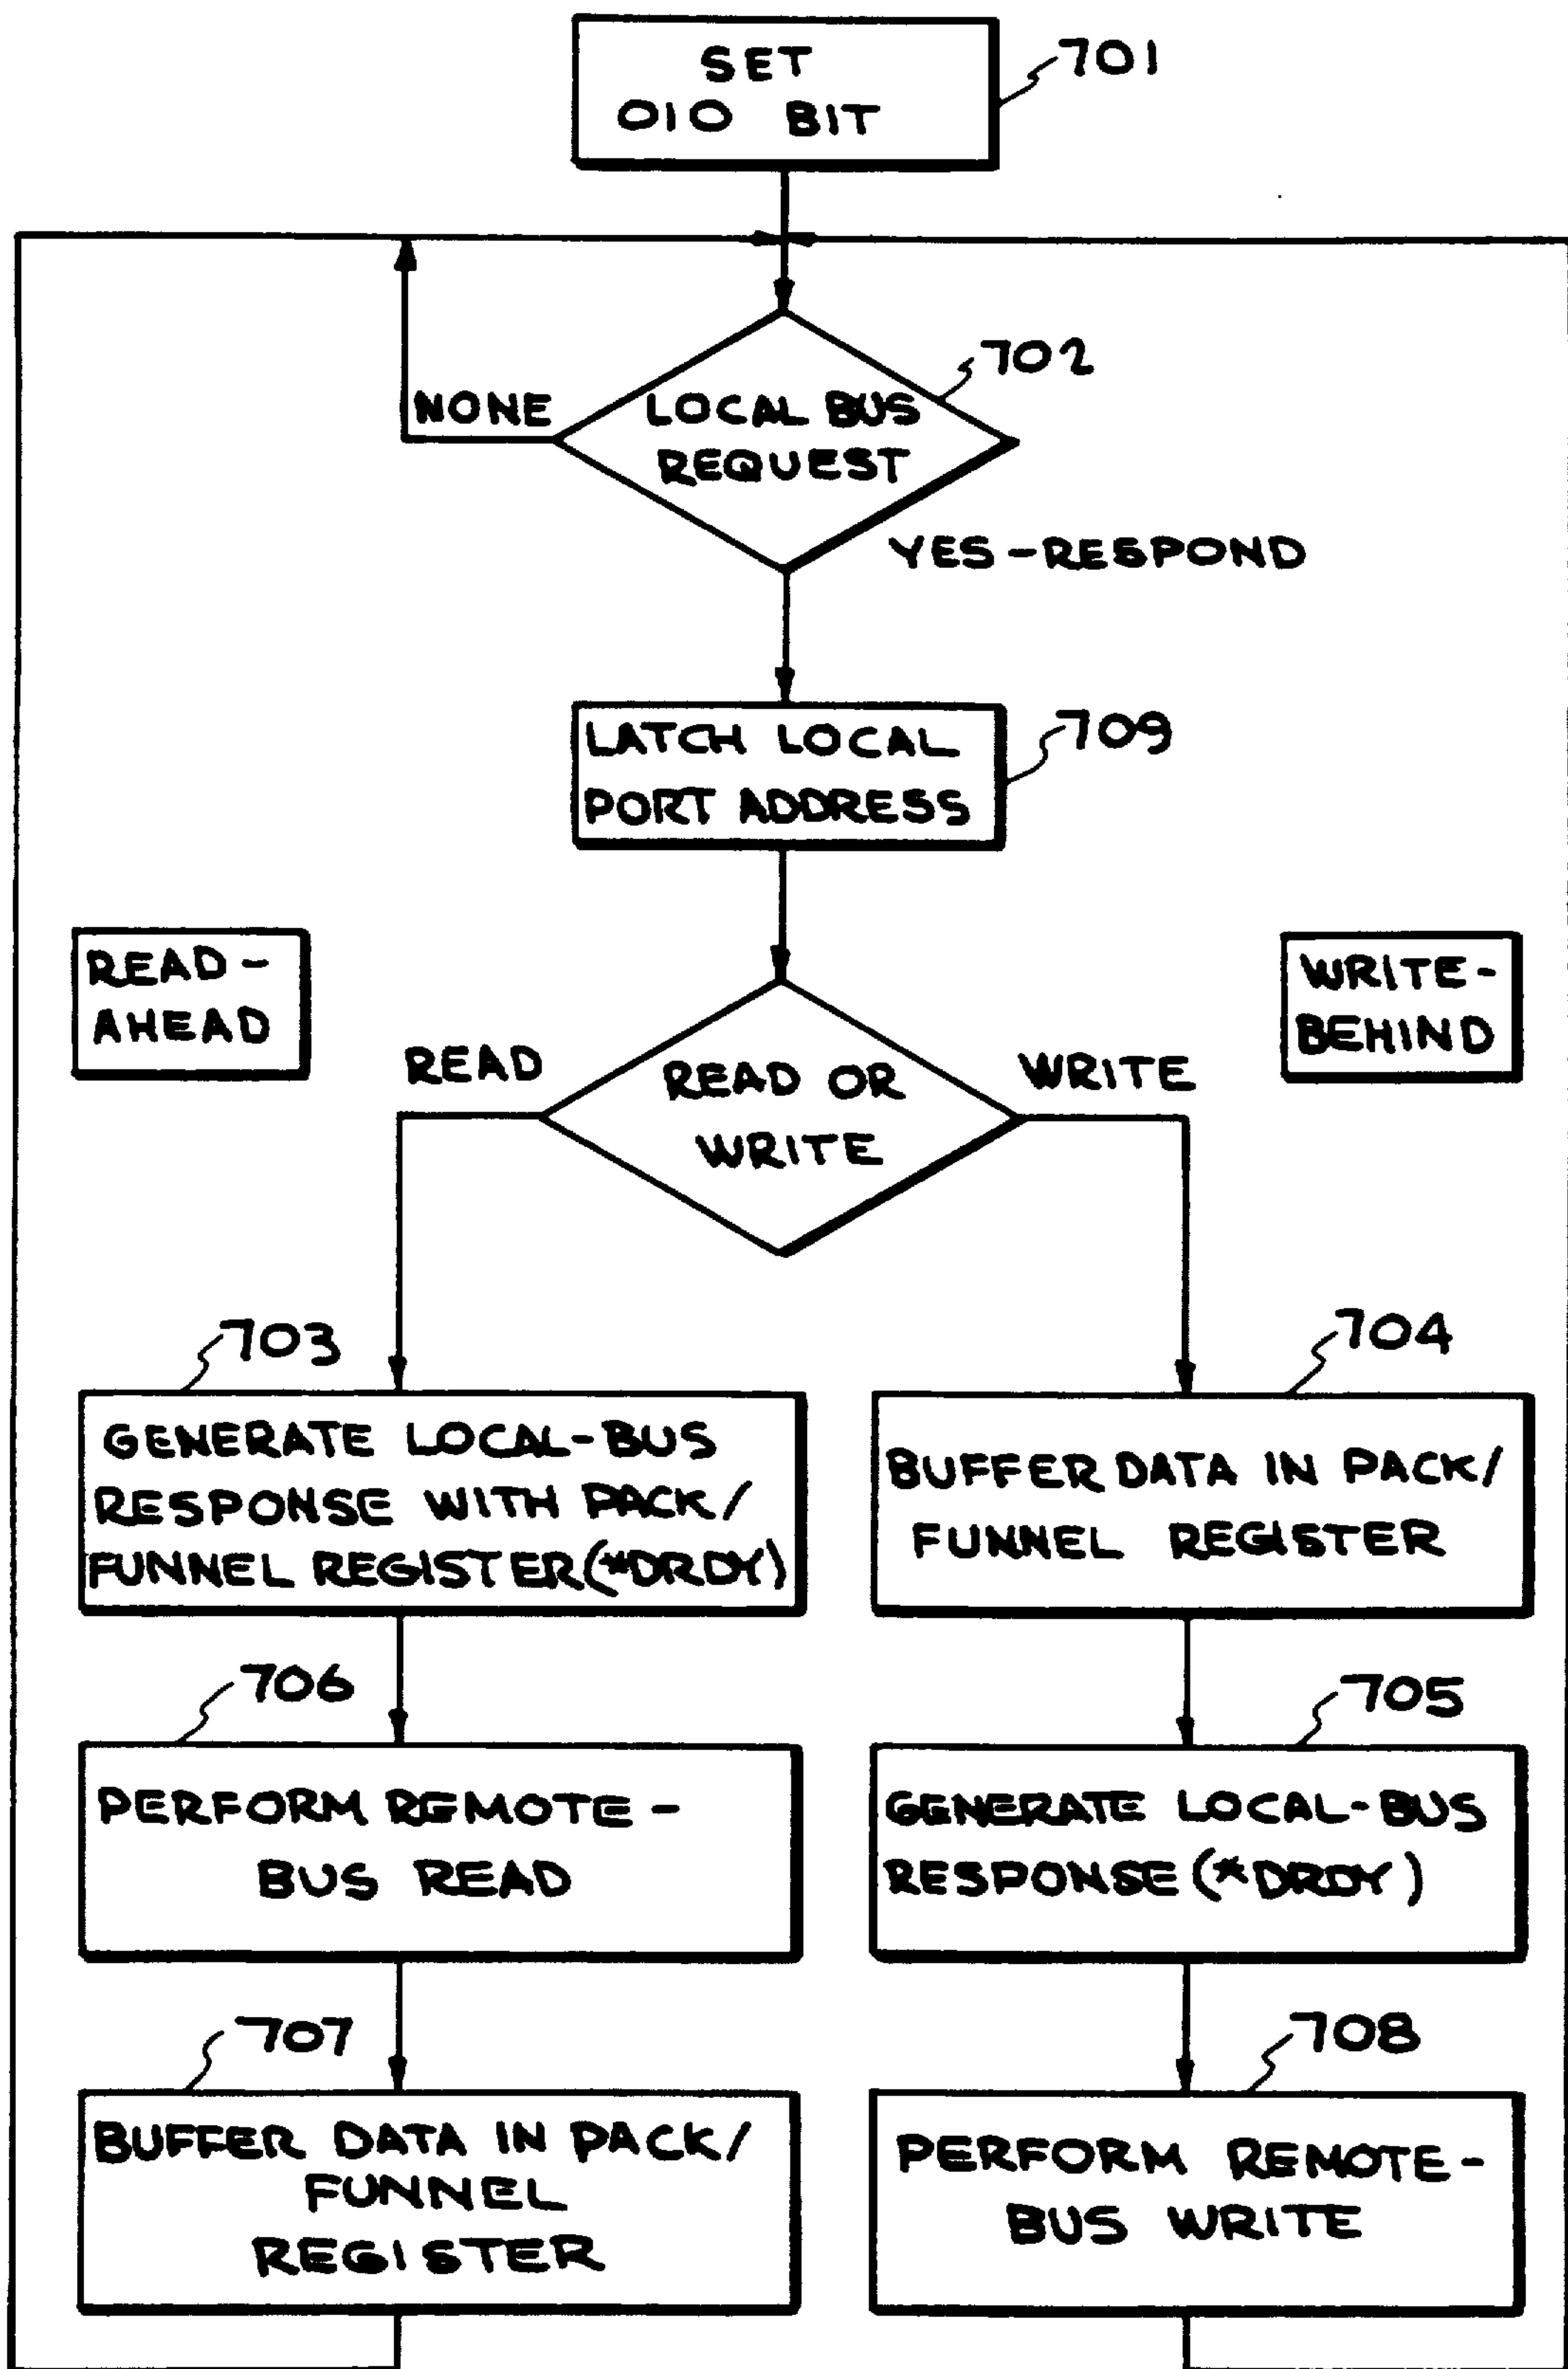 SET
010 BIT
701
702
NONE
LOCAL BUS
REQUEST
YES-RESPOND
LATCH LOCAL
PORT ADDRESS
709
READ-
AHEAD
WRITE-
BEHIND
READ
READ OR
WRITE
WRITE
703
GENERATE LOCAL-BUS
RESPONSE WITH PACK/
FUNNEL REGISTER(*DRDY)
704
BUFFER DATA IN PACK/
FUNNEL REGISTER
706
PERFORM REMOTE-
BUS READ
705
GENERATE LOCAL-BUS
RESPONSE(*DRDY)
707
BUFFER DATA IN PACK/
FUNNEL
REGISTER
708
PERFORM REMOTE-
BUS WRITE